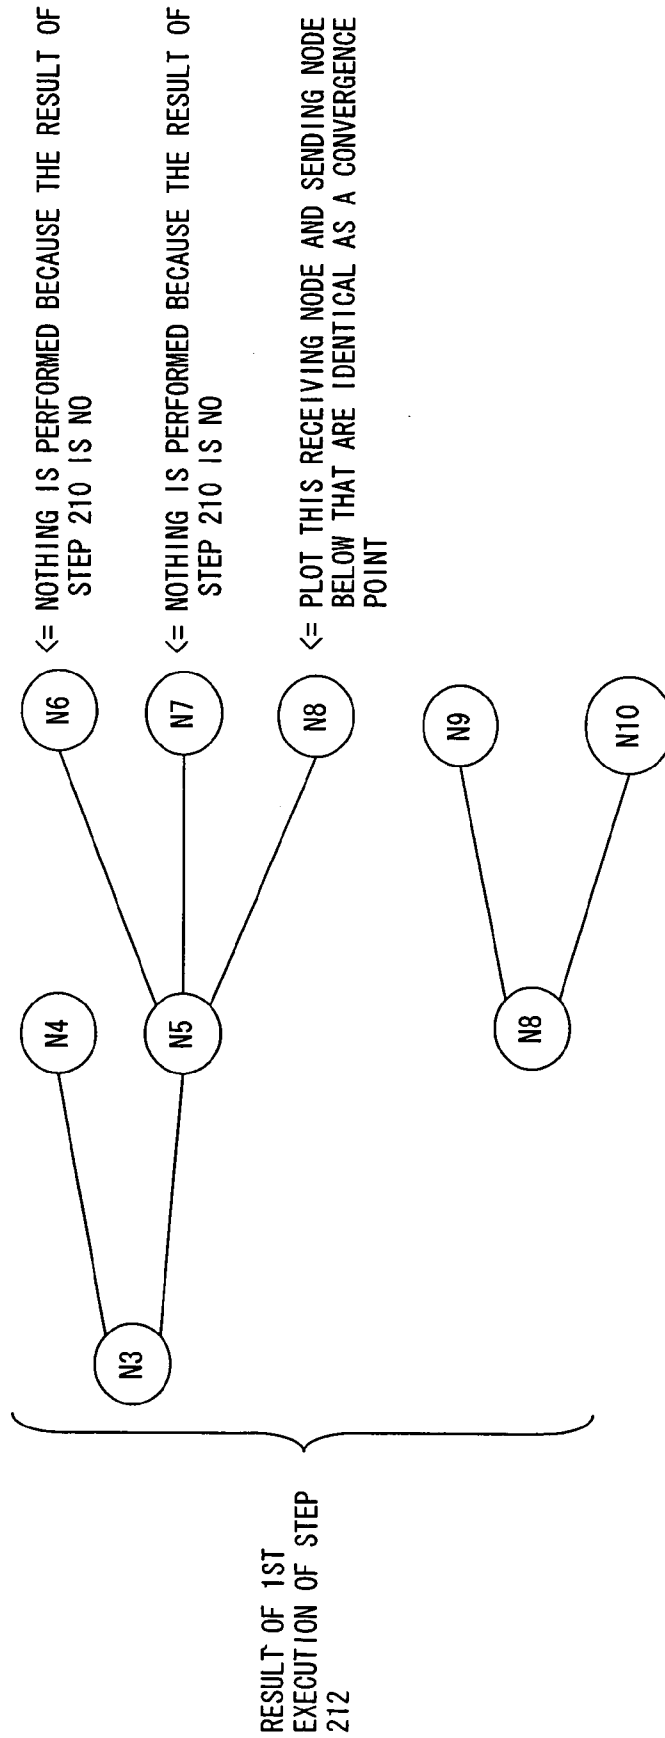 RESULT OF 1ST
EXECUTION OF STEP
212
N3
N4
N5
N6
N7
N8
N8
N9
N10
<= NOTHING IS PERFORMED BECAUSE THE RESULT OF
STEP 210 IS NO
<= NOTHING IS PERFORMED BECAUSE THE RESULT OF
STEP 210 IS NO
<= PLOT THIS RECEIVING NODE AND SENDING NODE
BELOW THAT ARE IDENTICAL AS A CONVERGENCE
POINT